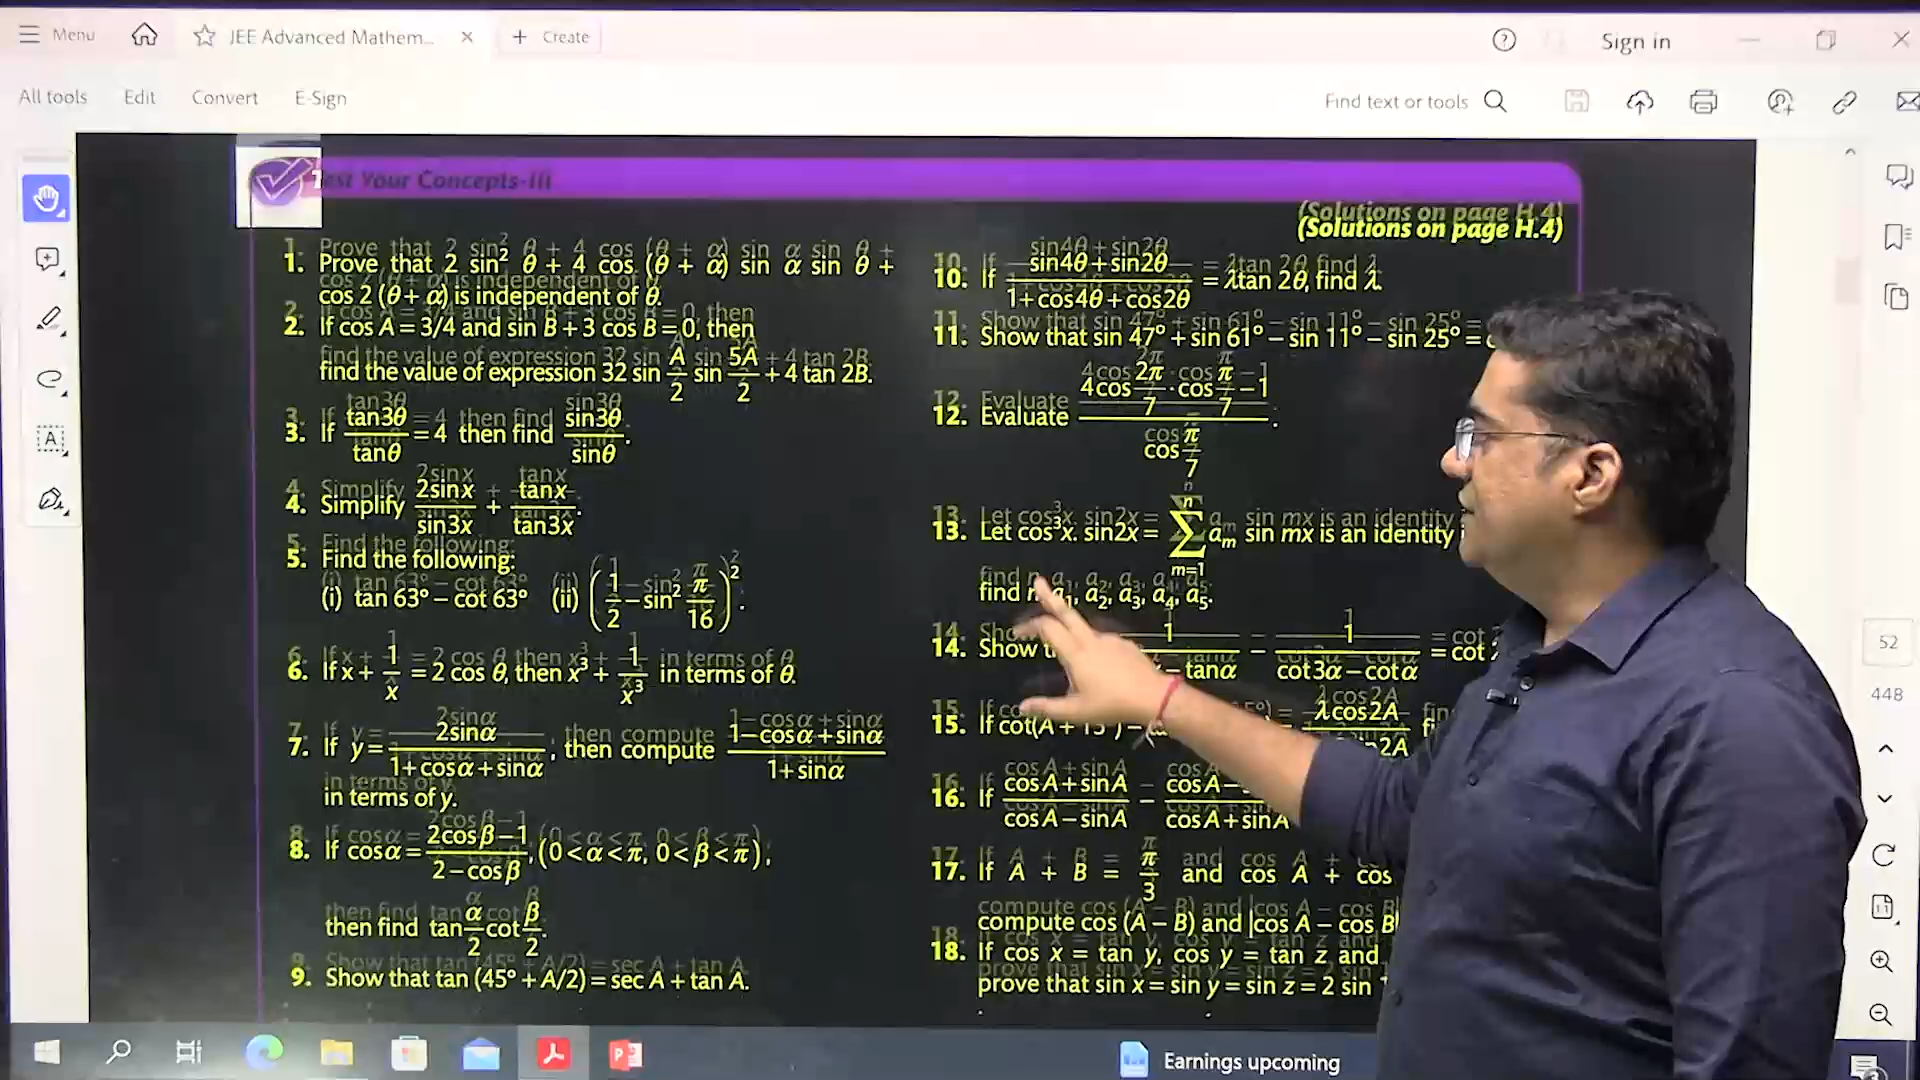 Menu
JEE Advanced Mathem...
+ Create
Sign in
All tools Edit Convert E-Sign
Find text or tools
Test Your Concepts-III
(Solutions on page H.4)
1. Prove that 2 sin² θ + 4 cos (θ + α) sin α sin θ +
cos 2 (θ + α) is independent of θ.
2. If cos A = 3/4 and sin B + 3 cos B = 0, then
find the value of expression 32 sin A/2 sin 5A/2 + 4 tan 2B.
3. If tan3θ/tanθ = 4 then find sin3θ/sinθ.
4. Simplify 2sinx/sin3x + tanx/tan3x.
5. Find the following:
(i) tan 63° – cot 63° (ii) (1/2 – sin² π/16)².
6. If x + 1/x = 2 cos θ, then x³ + 1/x³ in terms of θ.
7. If y = 2sinα/(1+cosα+sinα), then compute (1–cosα+sinα)/(1+sinα)
in terms of y.
8. If cosα = (2cosβ–1)/(2–cosβ), (0<α<π, 0<β<π),
then find tan α/2 cot β/2.
9. Show that tan (45° + A/2) = sec A + tan A.
10. If (sin4θ+sin2θ)/(1+cos4θ+cos2θ) = λtan 2θ, find λ.
11. Show that sin 47° + sin 61° – sin 11° – sin 25° =
12. Evaluate (4cos 2π/7 · cos π/7 – 1)/(cos π/7).
13. Let cos³x. sin2x = Σ n m=1 aₘ sin mx is an identity
find a₁, a₂, a₃, a₄, a₅.
14. Show 1/ – tanα – 1/(cot3α – cotα) = cot
15. If cot(A + 15°) – = λcos2A/
16. If (cosA+sinA)/(cosA–sinA) – cosA– /(cosA+sinA
17. If A + B = π/3 and cos A + cos
compute cos (A – B) and |cos A – cos B|
18. If cos x = tan y, cos y = tan z and
prove that sin x = sin y = sin z = 2 sin
52
448
Earnings upcoming